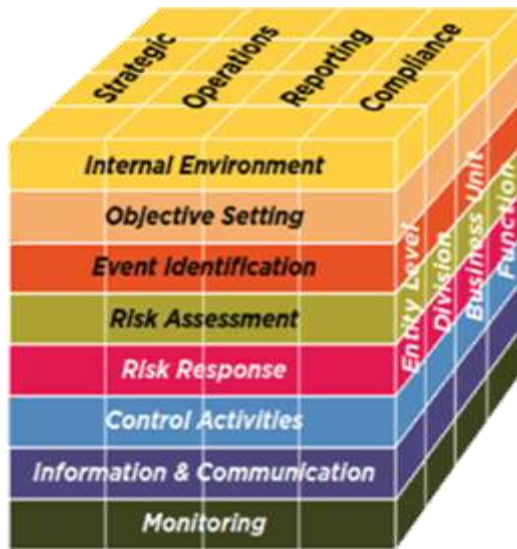 Strategic
Operations
Reporting
Compliance
Internal Environment
Objective Setting
Event Identification
Risk Assessment
Risk Response
Control Activities
Information & Communication
Monitoring
Entity Level
Division
Business Unit
Function